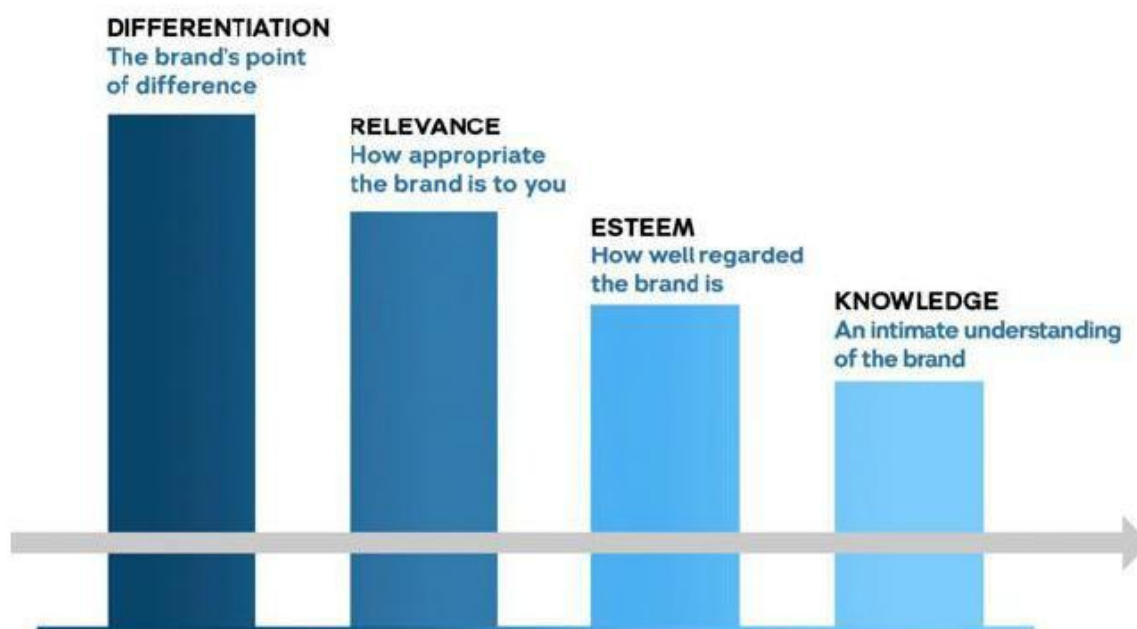 DIFFERENTIATION
The brand's point
of difference
RELEVANCE
How appropriate
the brand is to you
ESTEEM
How well regarded
the brand is
KNOWLEDGE
An intimate understanding
of the brand